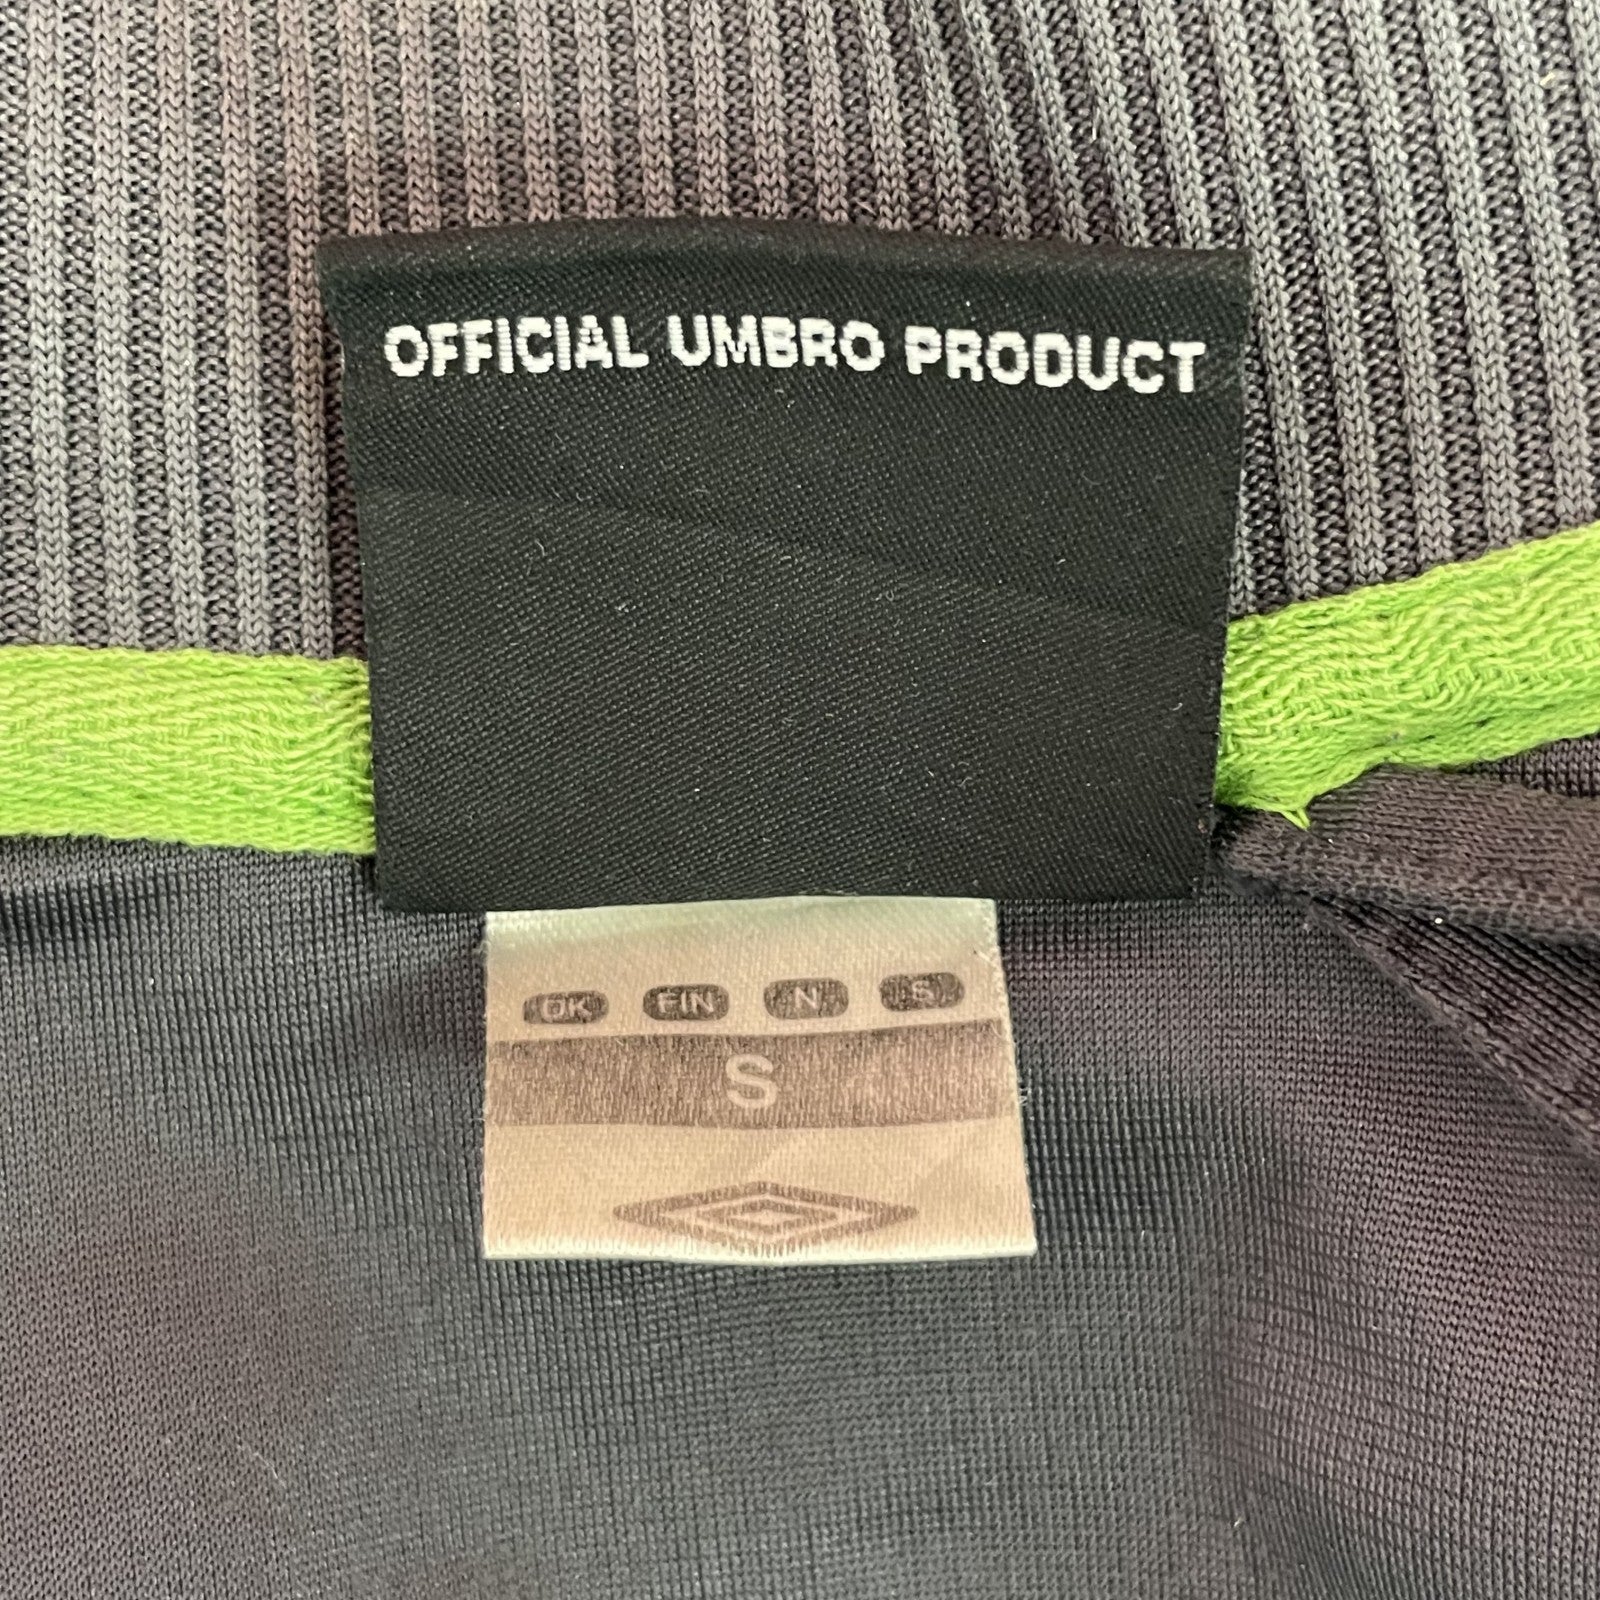 OFFICIAL UMBRO PRODUCT
DK FIN N S
S